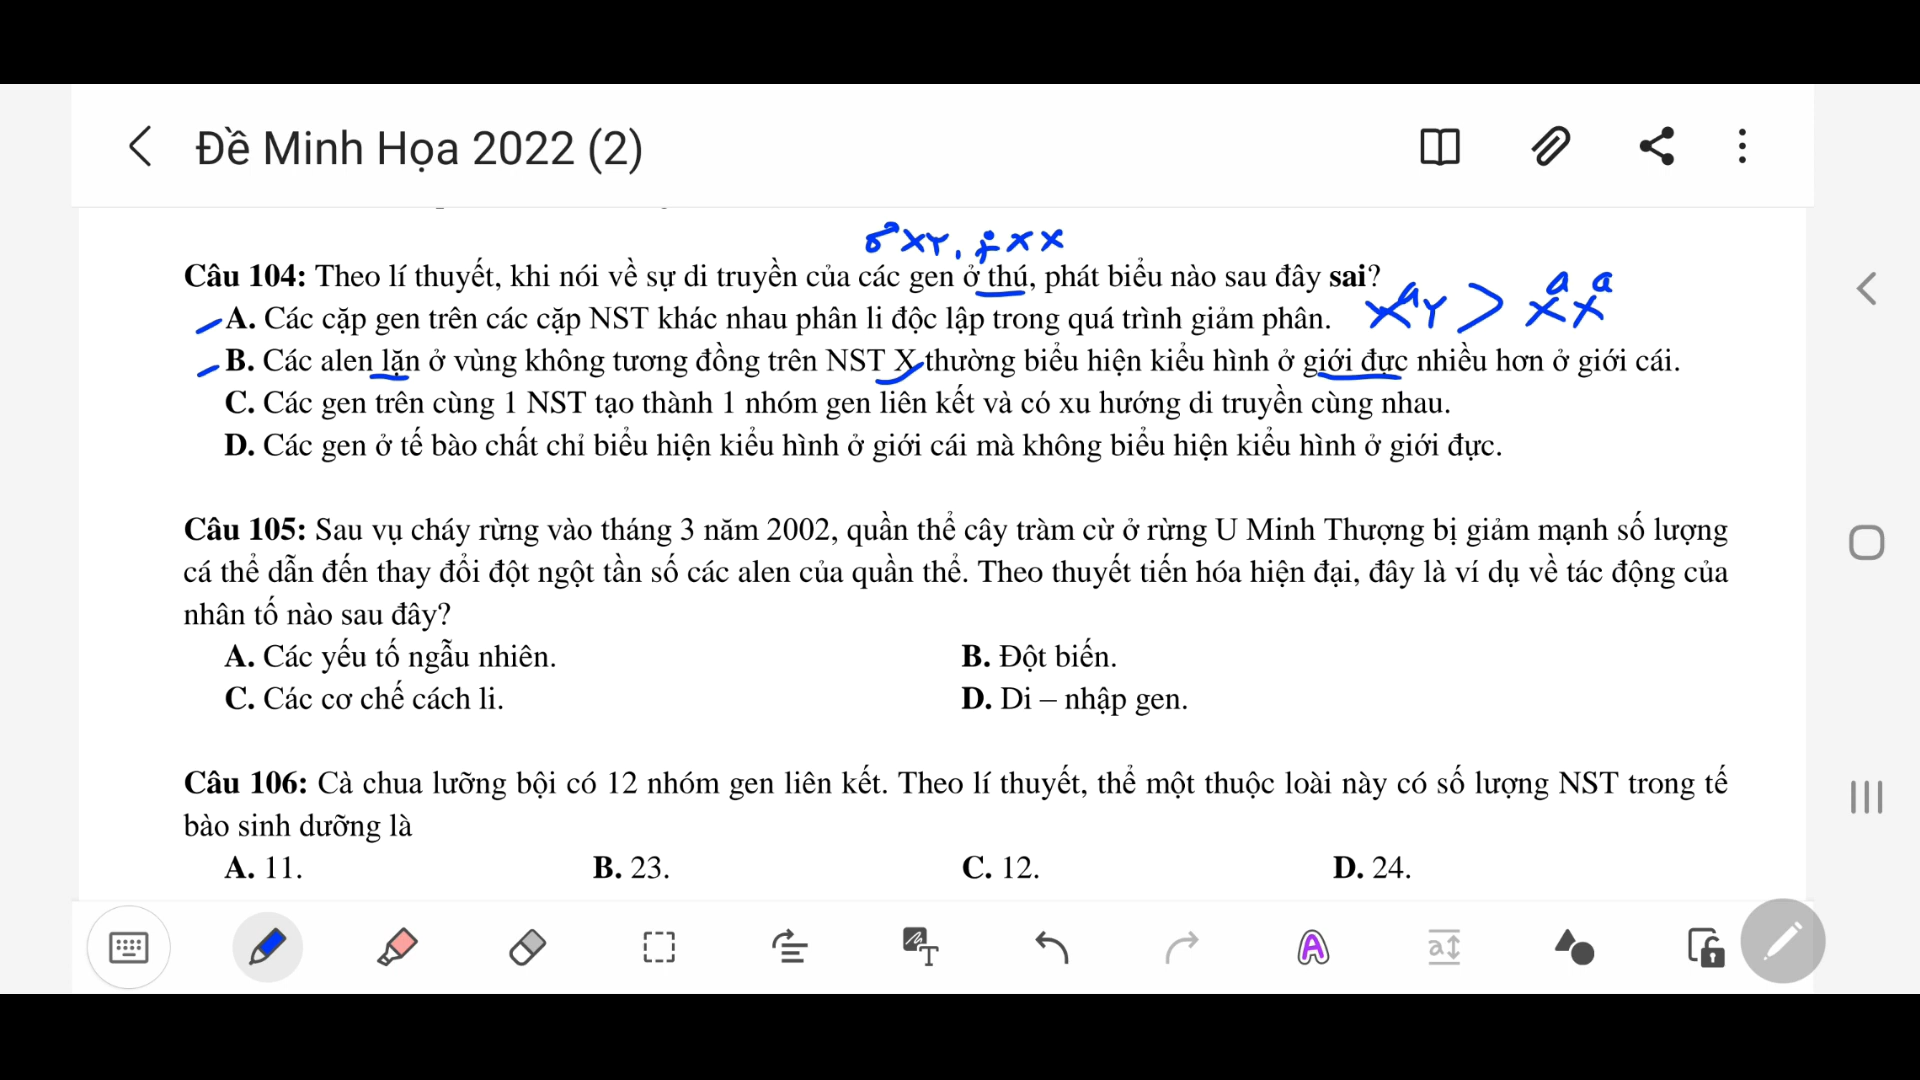 Đề Minh Họa 2022 (2)
♂ XY, ♀ XX
Câu 104: Theo lí thuyết, khi nói về sự di truyền của các gen ở thú, phát biểu nào sau đây sai?
XᵃY > XᵃXᵃ
A. Các cặp gen trên các cặp NST khác nhau phân li độc lập trong quá trình giảm phân.
B. Các alen lặn ở vùng không tương đồng trên NST X thường biểu hiện kiểu hình ở giới đực nhiều hơn ở giới cái.
C. Các gen trên cùng 1 NST tạo thành 1 nhóm gen liên kết và có xu hướng di truyền cùng nhau.
D. Các gen ở tế bào chất chỉ biểu hiện kiểu hình ở giới cái mà không biểu hiện kiểu hình ở giới đực.
Câu 105: Sau vụ cháy rừng vào tháng 3 năm 2002, quần thể cây tràm cừ ở rừng U Minh Thượng bị giảm mạnh số lượng
cá thể dẫn đến thay đổi đột ngột tần số các alen của quần thể. Theo thuyết tiến hóa hiện đại, đây là ví dụ về tác động của
nhân tố nào sau đây?
A. Các yếu tố ngẫu nhiên. B. Đột biến.
C. Các cơ chế cách li. D. Di – nhập gen.
Câu 106: Cà chua lưỡng bội có 12 nhóm gen liên kết. Theo lí thuyết, thể một thuộc loài này có số lượng NST trong tế
bào sinh dưỡng là
A. 11. B. 23. C. 12. D. 24.